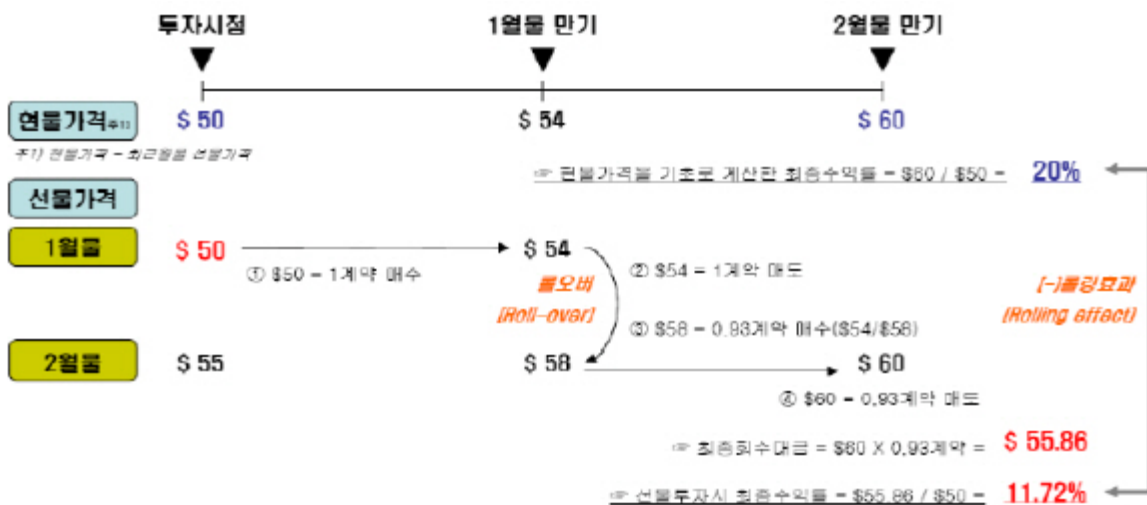 투자시점 1월물 만기 2월물 만기
현물가격주1) $ 50 $ 54 $ 60
주1) 현물가격 = 최근월물 선물가격
☞ 현물가격을 기초로 계산한 최종수익률 = $60 / $50 = 20%
선물가격
1월물 $ 50 $ 54
① $50 = 1계약 매수
② $54 = 1계약 매도
롤오버
(Roll-over)
(-)롤링효과
(Rolling effect)
③ $58 = 0.93계약 매수($54/$58)
2월물 $ 55 $ 58 $ 60
④ $60 = 0.93계약 매도
☞ 최종회수대금 = $60 X 0.93계약 = $ 55.86
☞ 선물투자시 최종수익률 = $55.86 / $50 = 11.72%